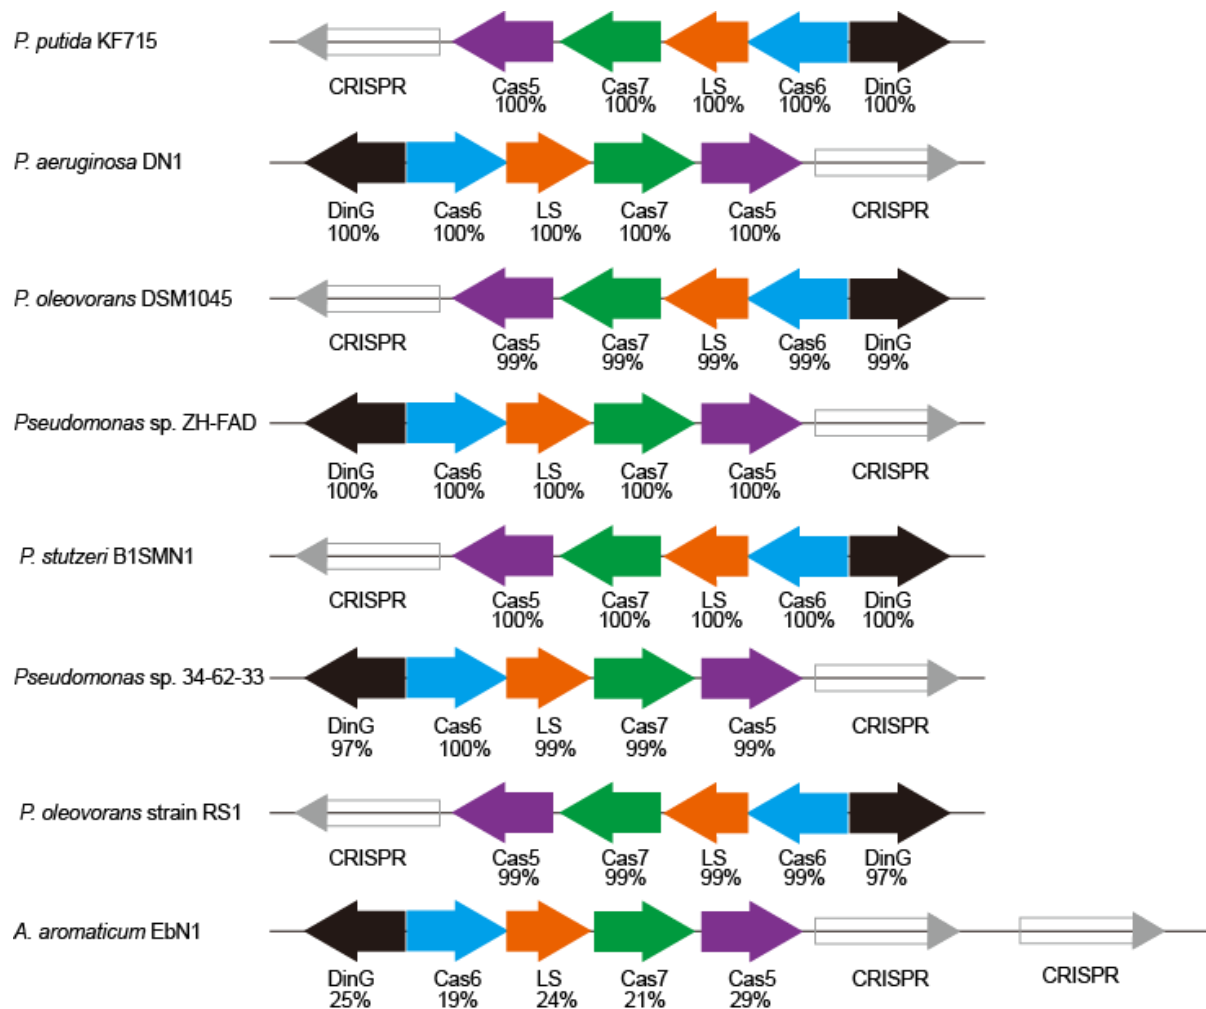 P. putida KF715
CRISPR Cas5 Cas7 LS Cas6 DinG
100% 100% 100% 100% 100%
P. aeruginosa DN1
DinG Cas6 LS Cas7 Cas5 CRISPR
100% 100% 100% 100% 100%
P. oleovorans DSM1045
CRISPR Cas5 Cas7 LS Cas6 DinG
99% 99% 99% 99% 99%
Pseudomonas sp. ZH-FAD
DinG Cas6 LS Cas7 Cas5 CRISPR
100% 100% 100% 100% 100%
P. stutzeri B1SMN1
CRISPR Cas5 Cas7 LS Cas6 DinG
100% 100% 100% 100% 100%
Pseudomonas sp. 34-62-33
DinG Cas6 LS Cas7 Cas5 CRISPR
97% 100% 99% 99% 99%
P. oleovorans strain RS1
CRISPR Cas5 Cas7 LS Cas6 DinG
99% 99% 99% 99% 97%
A. aromaticum EbN1
DinG Cas6 LS Cas7 Cas5 CRISPR CRISPR
25% 19% 24% 21% 29%